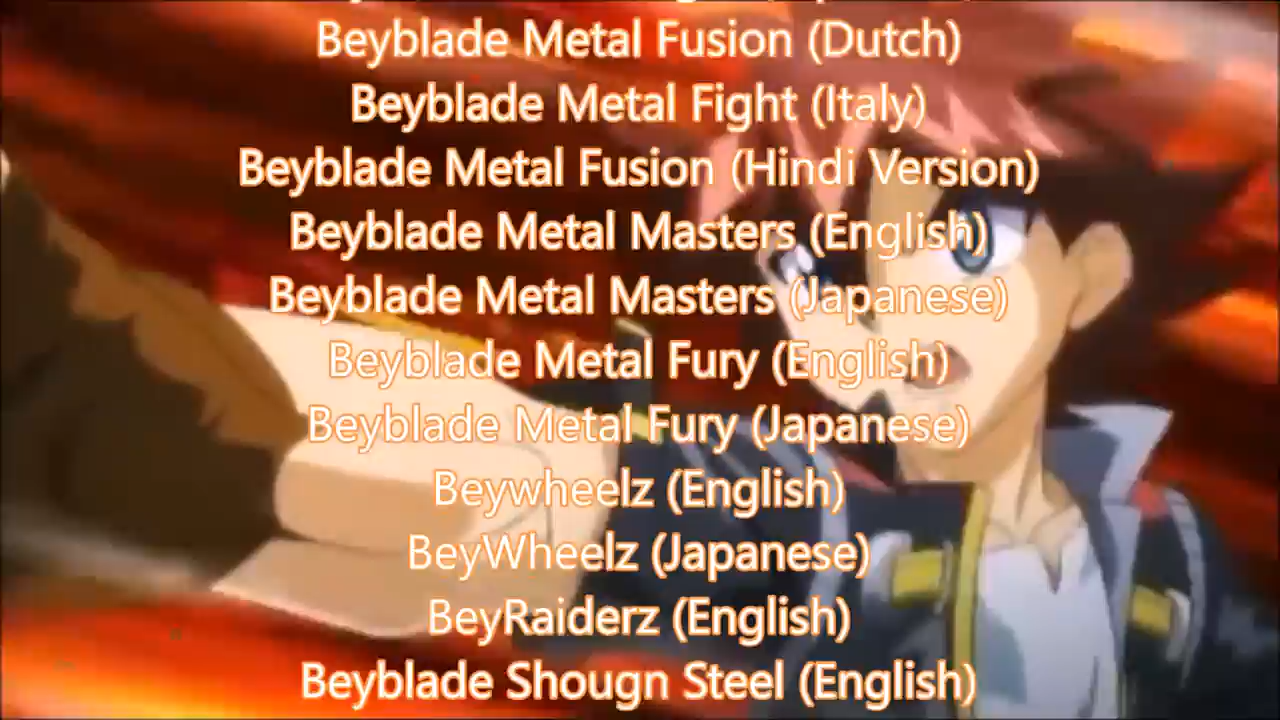 Beyblade Metal Fusion (Dutch)
Beyblade Metal Fight (Italy)
Beyblade Metal Fusion (Hindi Version)
Beyblade Metal Masters (English)
Beyblade Metal Masters (Japanese)
Beyblade Metal Fury (English)
Beyblade Metal Fury (Japanese)
Beywheelz (English)
BeyWheelz (Japanese)
BeyRaiderz (English)
Beyblade Shougn Steel (English)